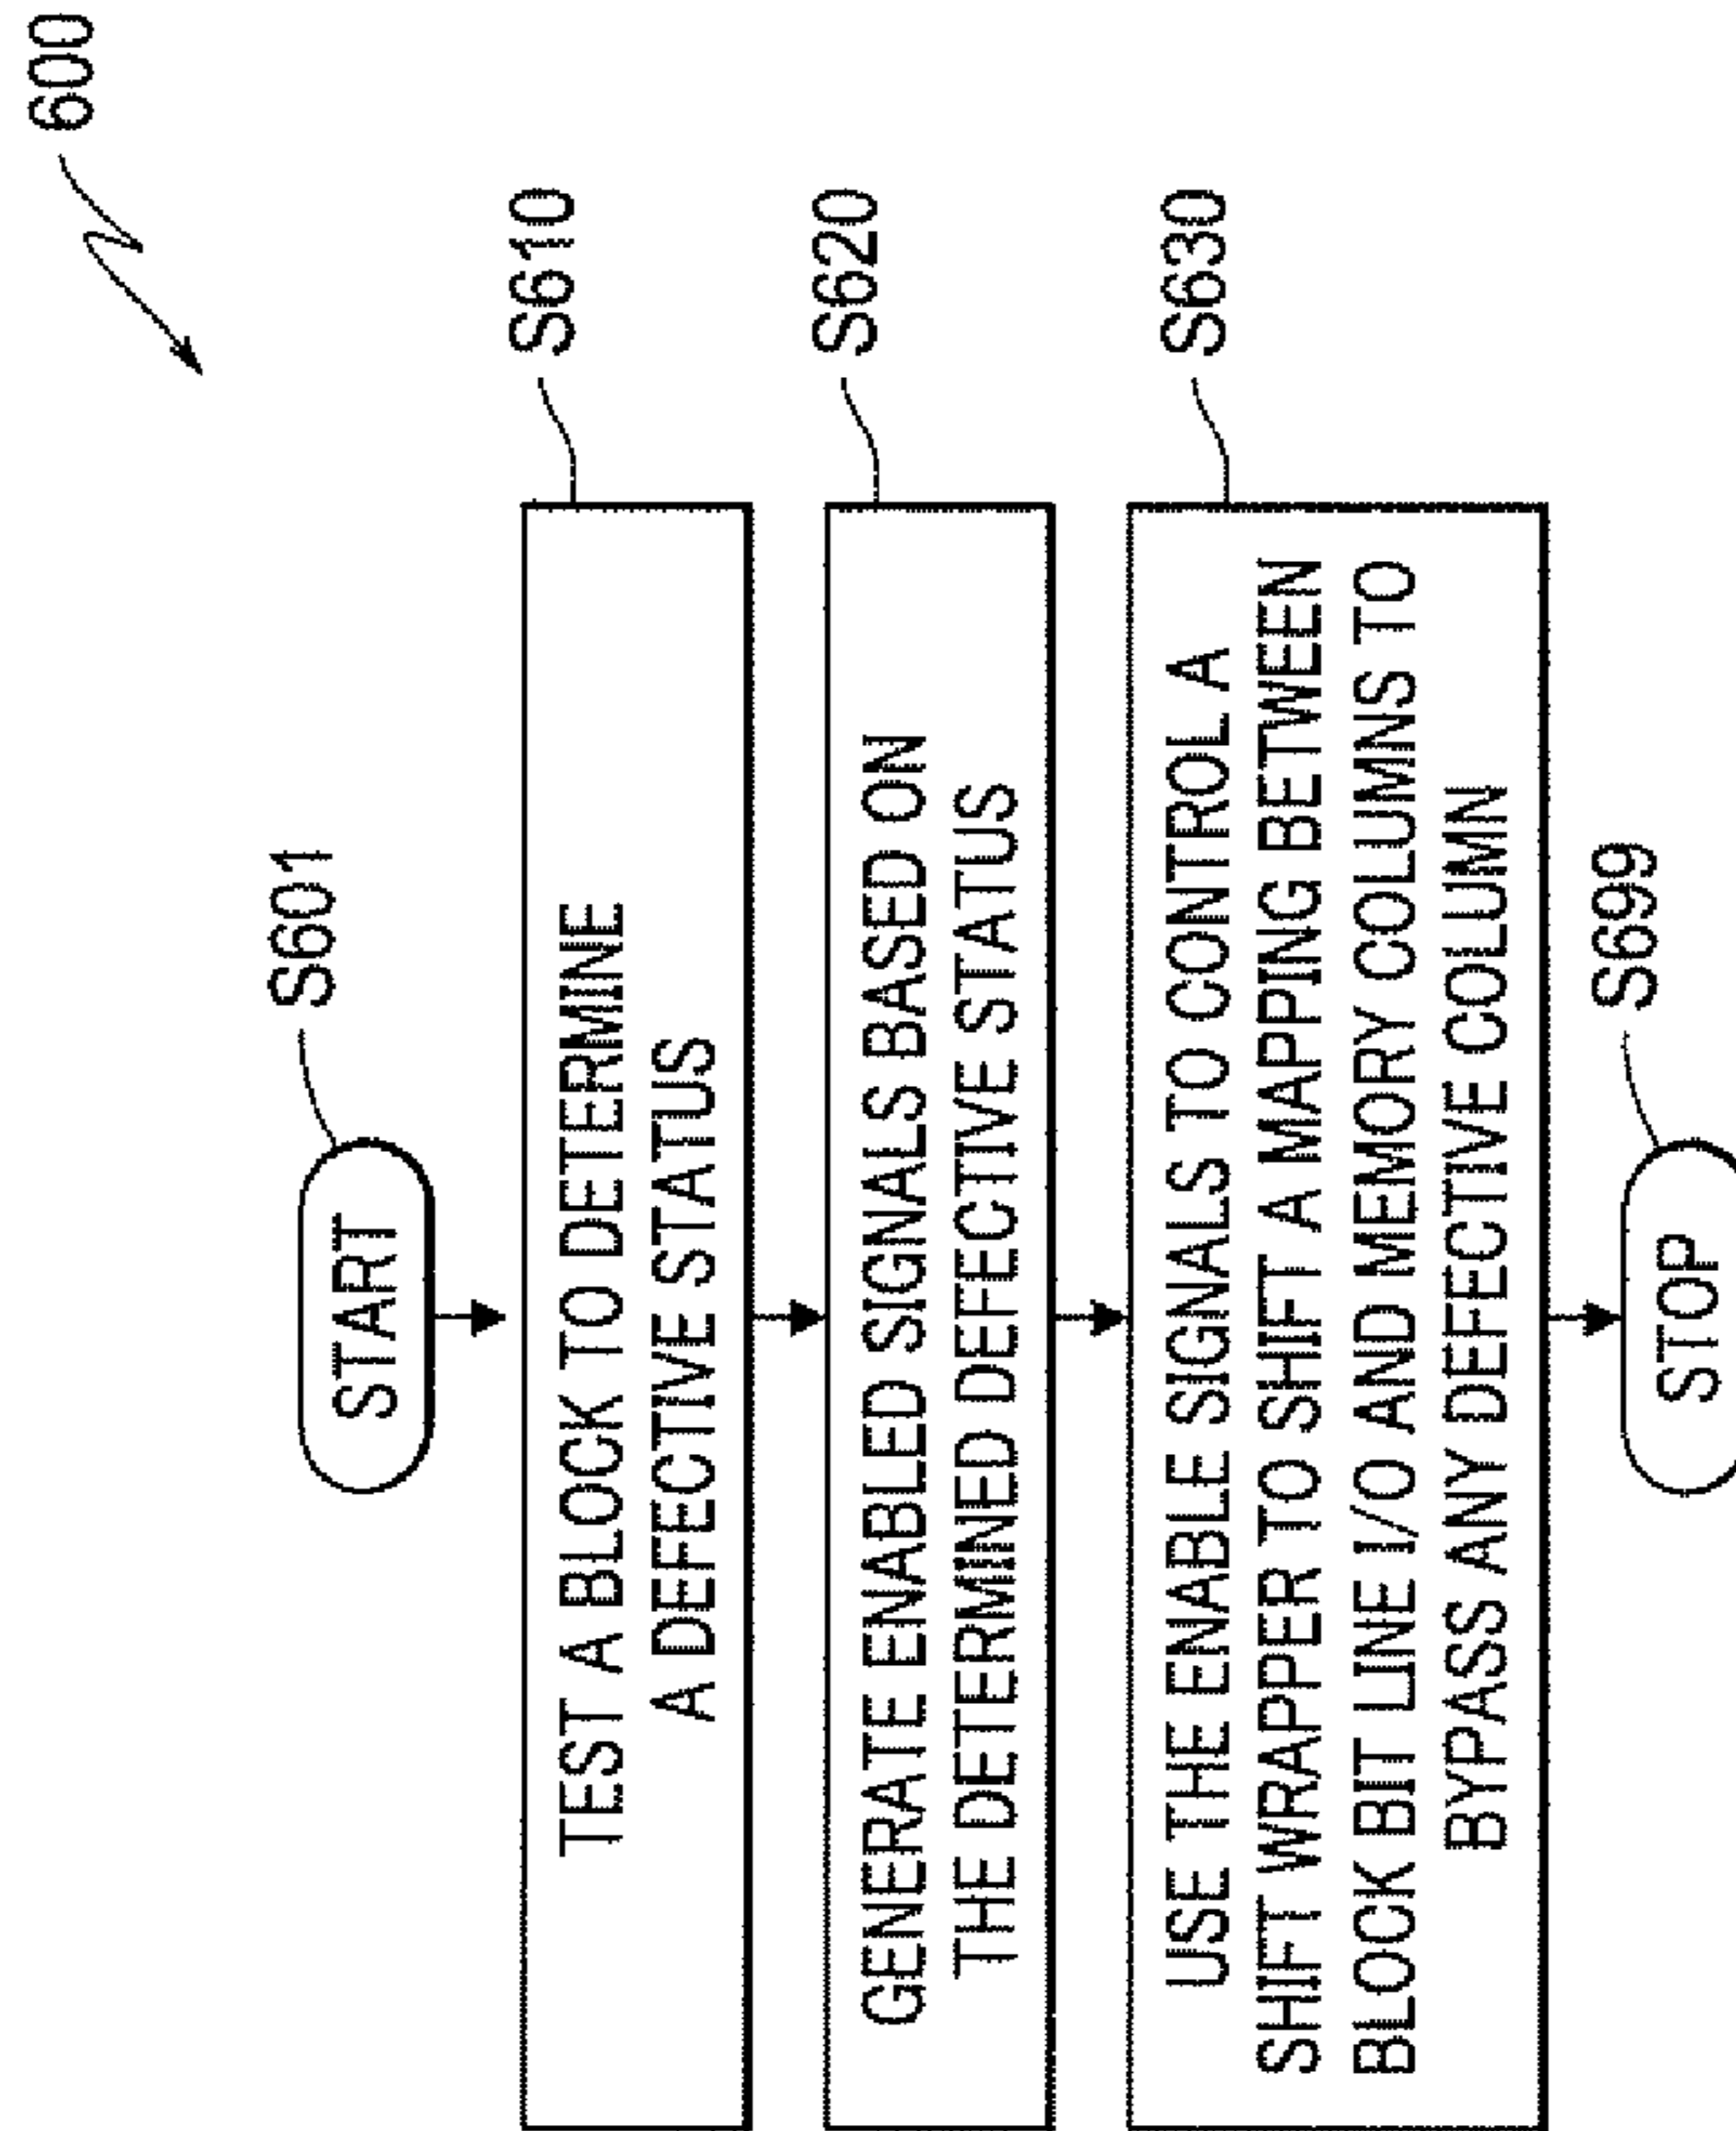 600
START
S601
TEST A BLOCK TO DETERMINE
A DEFECTIVE STATUS
S610
GENERATE ENABLED SIGNALS BASED ON
THE DETERMINED DEFECTIVE STATUS
S620
USE THE ENABLE SIGNALS TO CONTROL A
SHIFT WRAPPER TO SHIFT A MAPPING BETWEEN
BLOCK BIT LINE I/O AND MEMORY COLUMNS TO
BYPASS ANY DEFECTIVE COLUMN
S630
STOP
S699